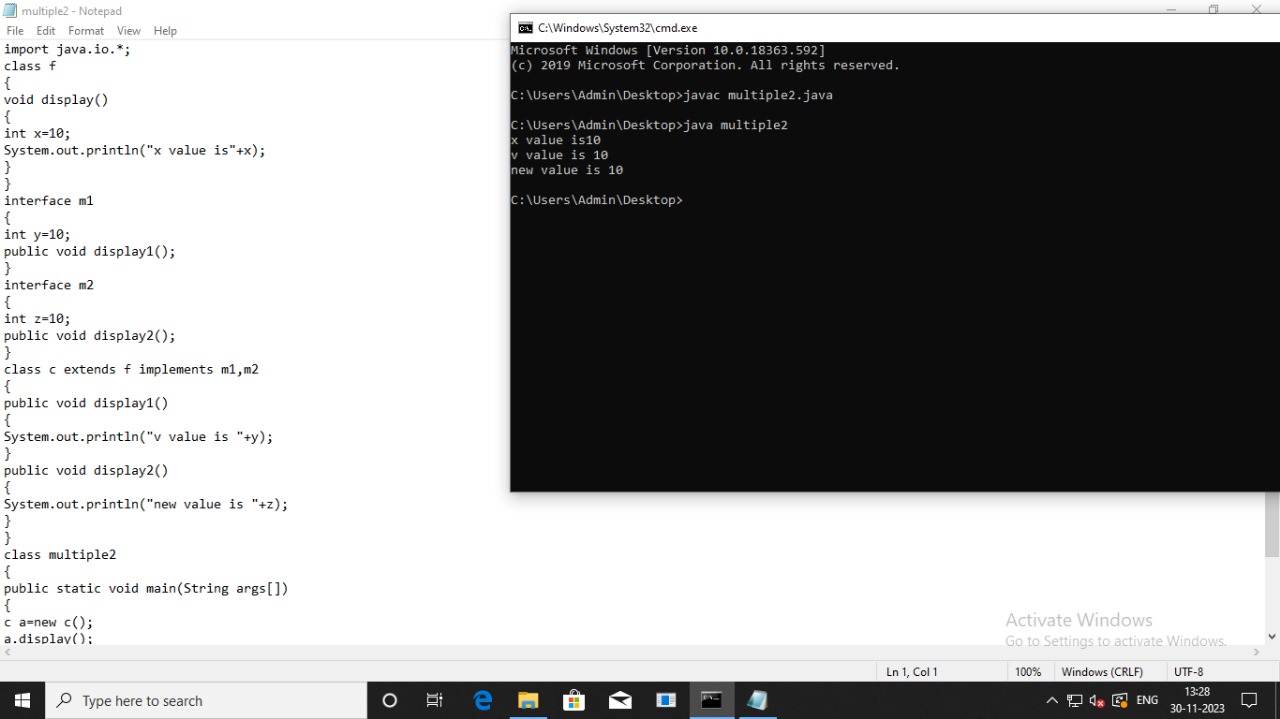 multiple2 - Notepad
File Edit Format View Help
import java.io.*;
class f
{
void display()
{
int x=10;
System.out.println("x value is"+x);
}
}
interface m1
{
int y=10;
public void display1();
}
interface m2
{
int z=10;
public void display2();
}
class c extends f implements m1,m2
{
public void display1()
{
System.out.println("v value is "+y);
}
public void display2()
{
System.out.println("new value is "+z);
}
}
class multiple2
{
public static void main(String args[])
{
c a=new c();
a.display();
C:\Windows\System32\cmd.exe
Microsoft Windows [Version 10.0.18363.592]
(c) 2019 Microsoft Corporation. All rights reserved.
C:\Users\Admin\Desktop>javac multiple2.java
C:\Users\Admin\Desktop>java multiple2
x value is10
v value is 10
new value is 10
C:\Users\Admin\Desktop>
Activate Windows
Go to Settings to activate Windows.
Ln 1, Col 1 100% Windows (CRLF) UTF-8
Type here to search
ENG
13:28
30-11-2023